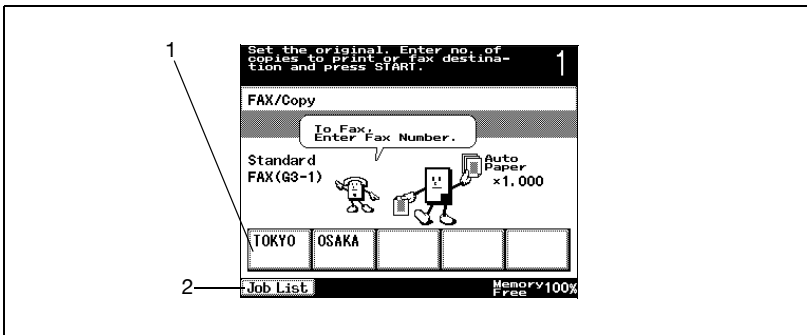 1
Set the original. Enter no. of
copies to print or fax destina-
tion and press START.
1
FAX/Copy
To Fax,
Enter Fax Number.
Standard
FAX(G3-1)
Auto
Paper
×1.000
TOKYO OSAKA
2
Job List
Memory
Free 100%